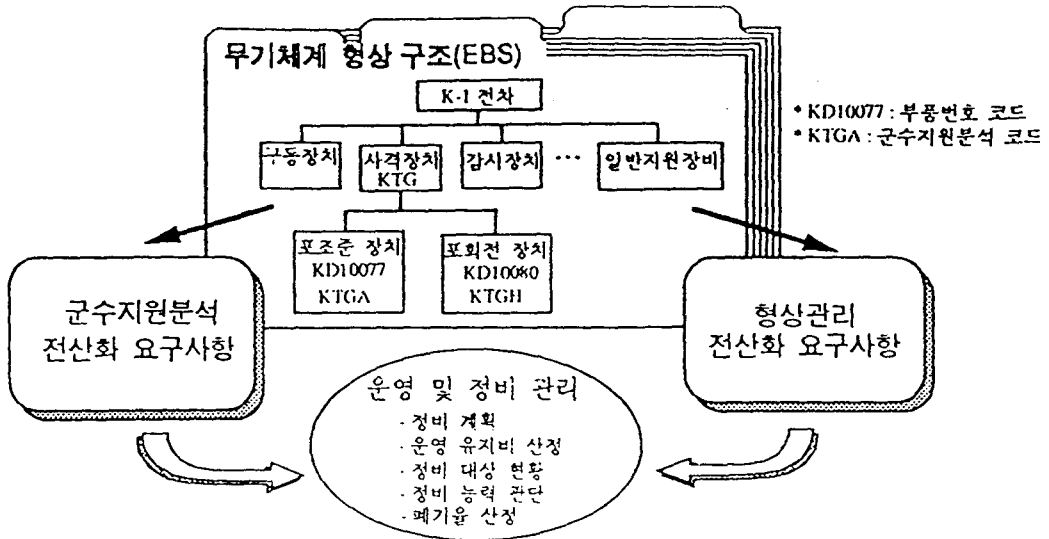 무기체계 형상 구조(EBS)
K-1 전차
* KD10077 : 부품번호 코드
* KTGA : 군수지원분석 코드
구동장치
사격장치
KTG
감시장치
...
일반지원장비
포조준 장치
KD10077
KTGA
포회전 장치
KD10080
KTGH
군수지원분석
전산화 요구사항
형상관리
전산화 요구사항
운영 및 정비 관리
- 정비 계획
- 운영 유지비 산정
- 정비 대상 현황
- 정비 능력 판단
- 폐기율 산정